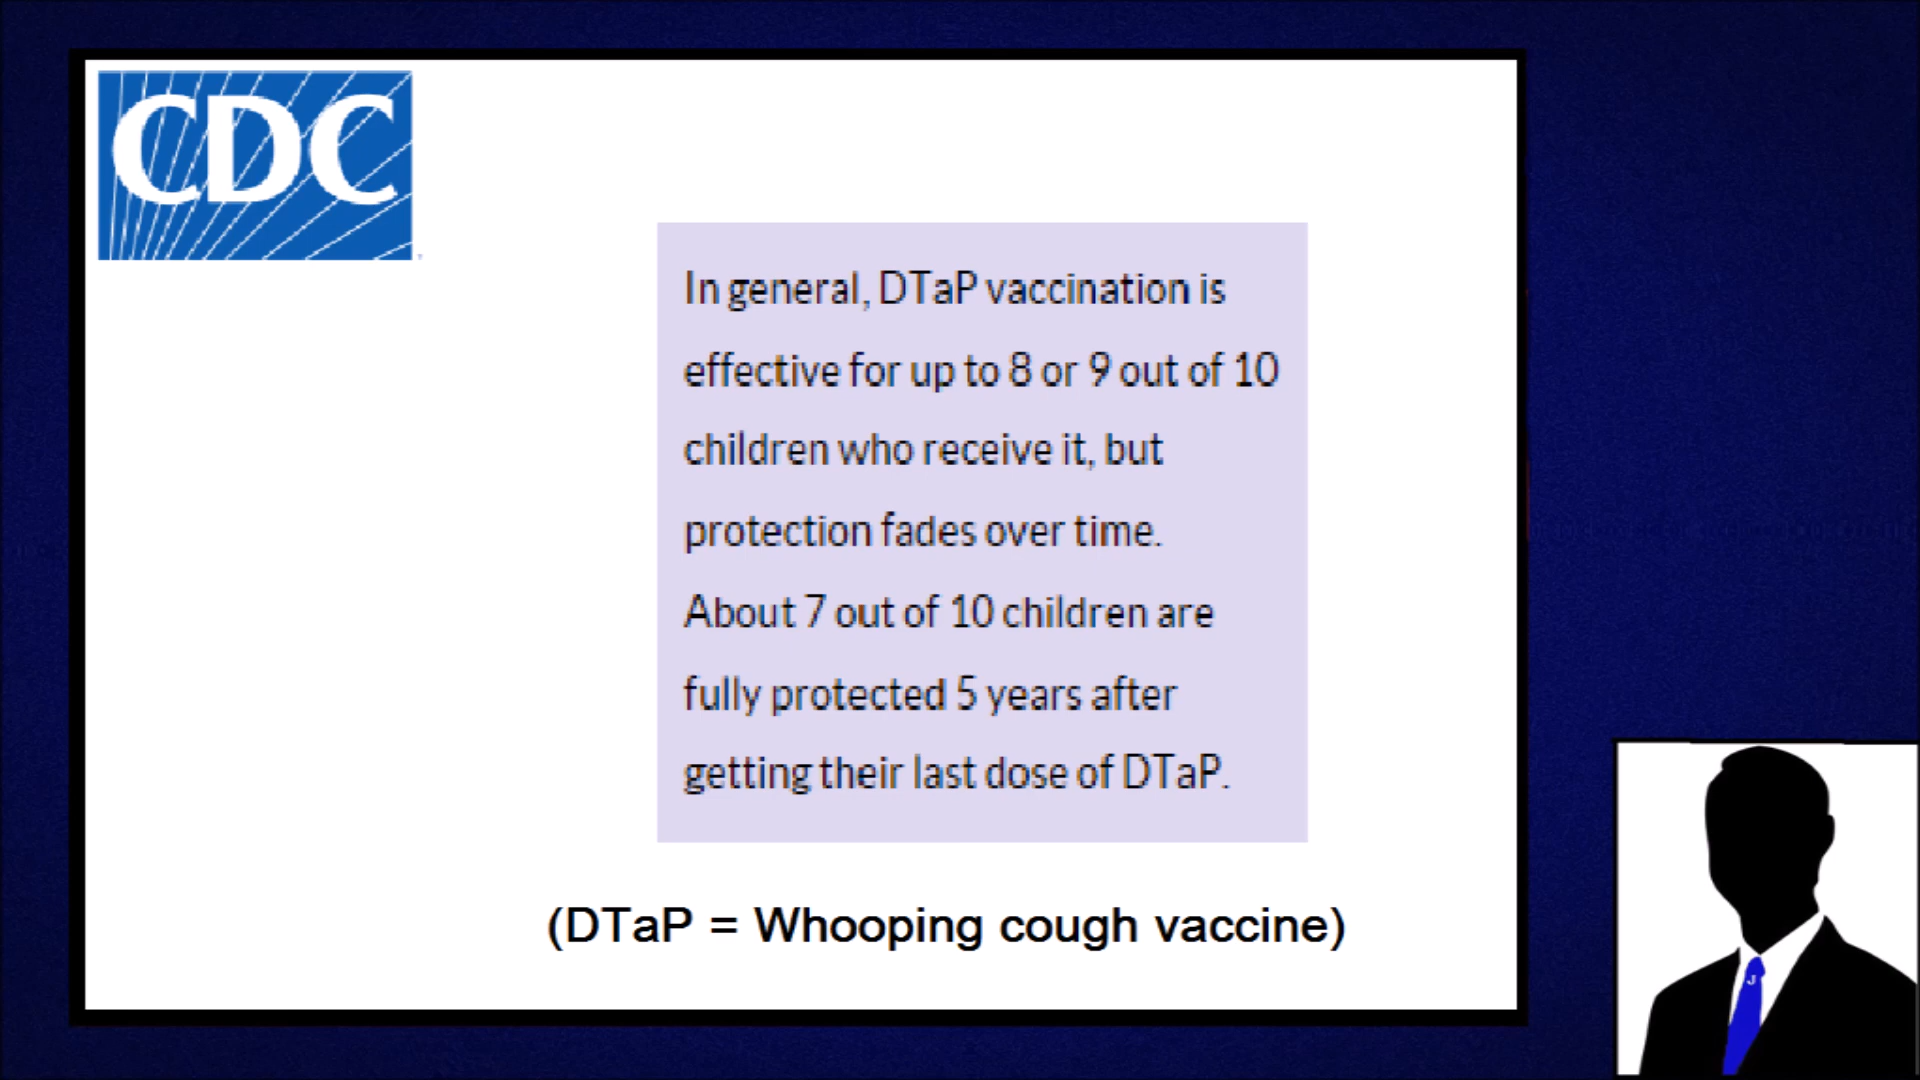 CDC
In general, DTaP vaccination is
effective for up to 8 or 9 out of 10
children who receive it, but
protection fades over time.
About 7 out of 10 children are
fully protected 5 years after
getting their last dose of DTaP.
(DTaP = Whooping cough vaccine)
J